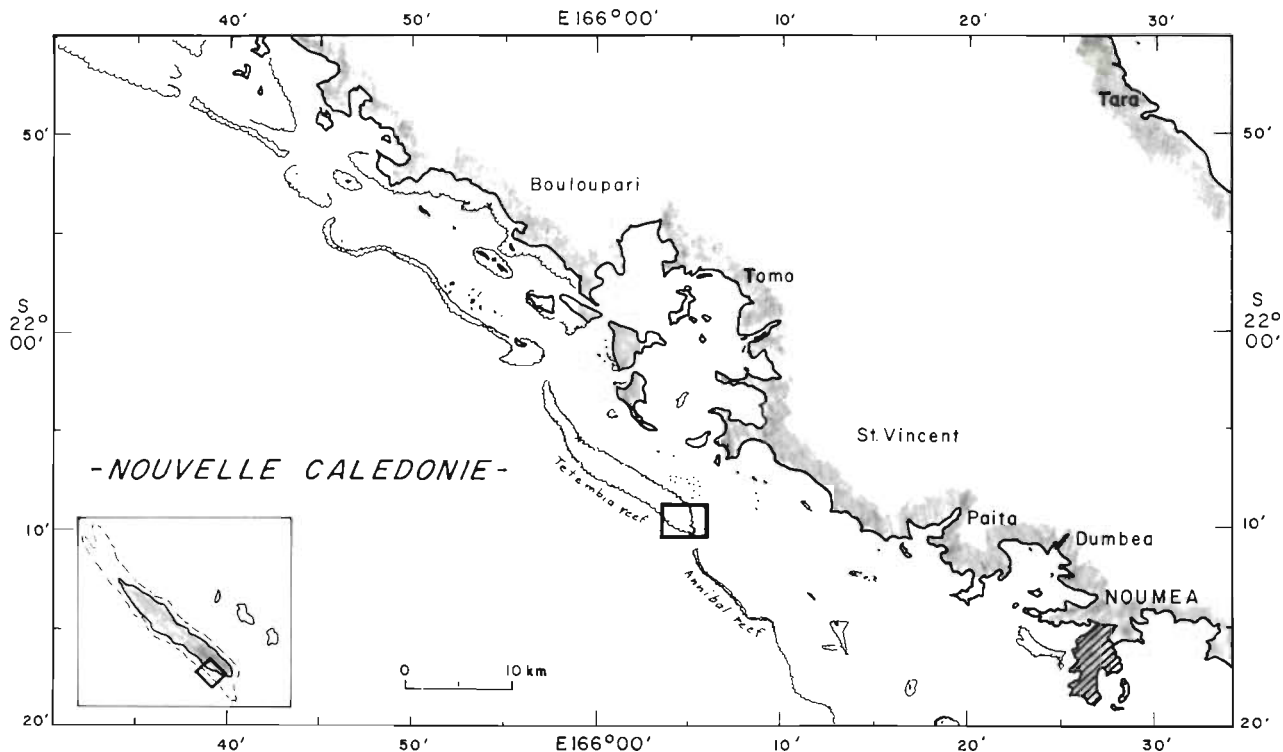 40' 50' E 166° 00' 10' 20' 30'
Tara
50' 50'
Bouloupari
Tomo
S 22° 00'
S 22° 00'
St. Vincent
- NOUVELLE CALEDONIE -
Tetembia reef
10' 10'
Paita
Dumbea
Annibal reef
NOUMEA
0 10 km
20' 20'
40' 50' E 166° 00' 10' 20' 30'